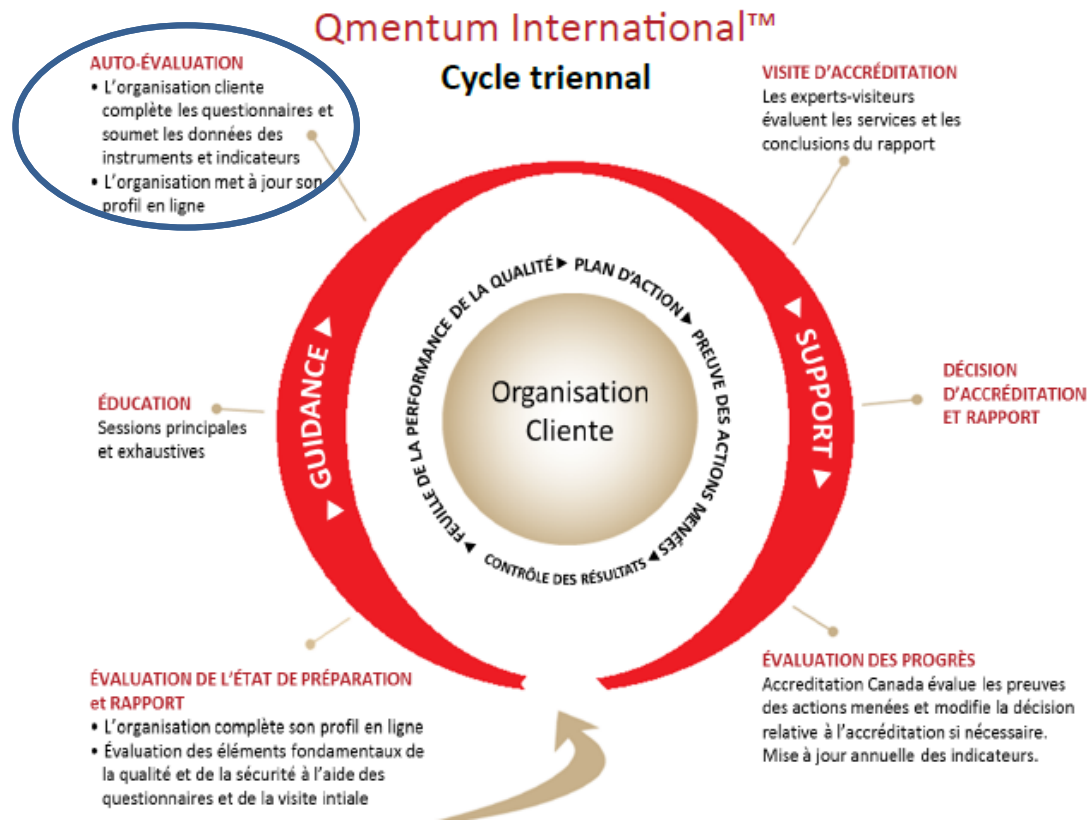 Qmentum International™
Cycle triennal
AUTO-ÉVALUATION
• L'organisation cliente
complète les questionnaires et
soumet les données des
instruments et indicateurs
• L'organisation met à jour son
profil en ligne
VISITE D'ACCRÉDITATION
Les experts-visiteurs
évaluent les services et les
conclusions du rapport
ÉDUCATION
Sessions principales
et exhaustives
◄ GUIDANCE ►
FEUILLE DE LA PERFORMANCE DE LA QUALITÉ ► PLAN D'ACTION ► PREUVE DES ACTIONS MENÉES ► CONTRÔLE DES RÉSULTATS ►
Organisation
Cliente
◄ SUPPORT ►
DÉCISION
D'ACCRÉDITATION
ET RAPPORT
ÉVALUATION DE L'ÉTAT DE PRÉPARATION
et RAPPORT
• L'organisation complète son profil en ligne
• Évaluation des éléments fondamentaux de
la qualité et de la sécurité à l'aide des
questionnaires et de la visite intiale
ÉVALUATION DES PROGRÈS
Accreditation Canada évalue les preuves
des actions menées et modifie la décision
relative à l'accréditation si nécessaire.
Mise à jour annuelle des indicateurs.